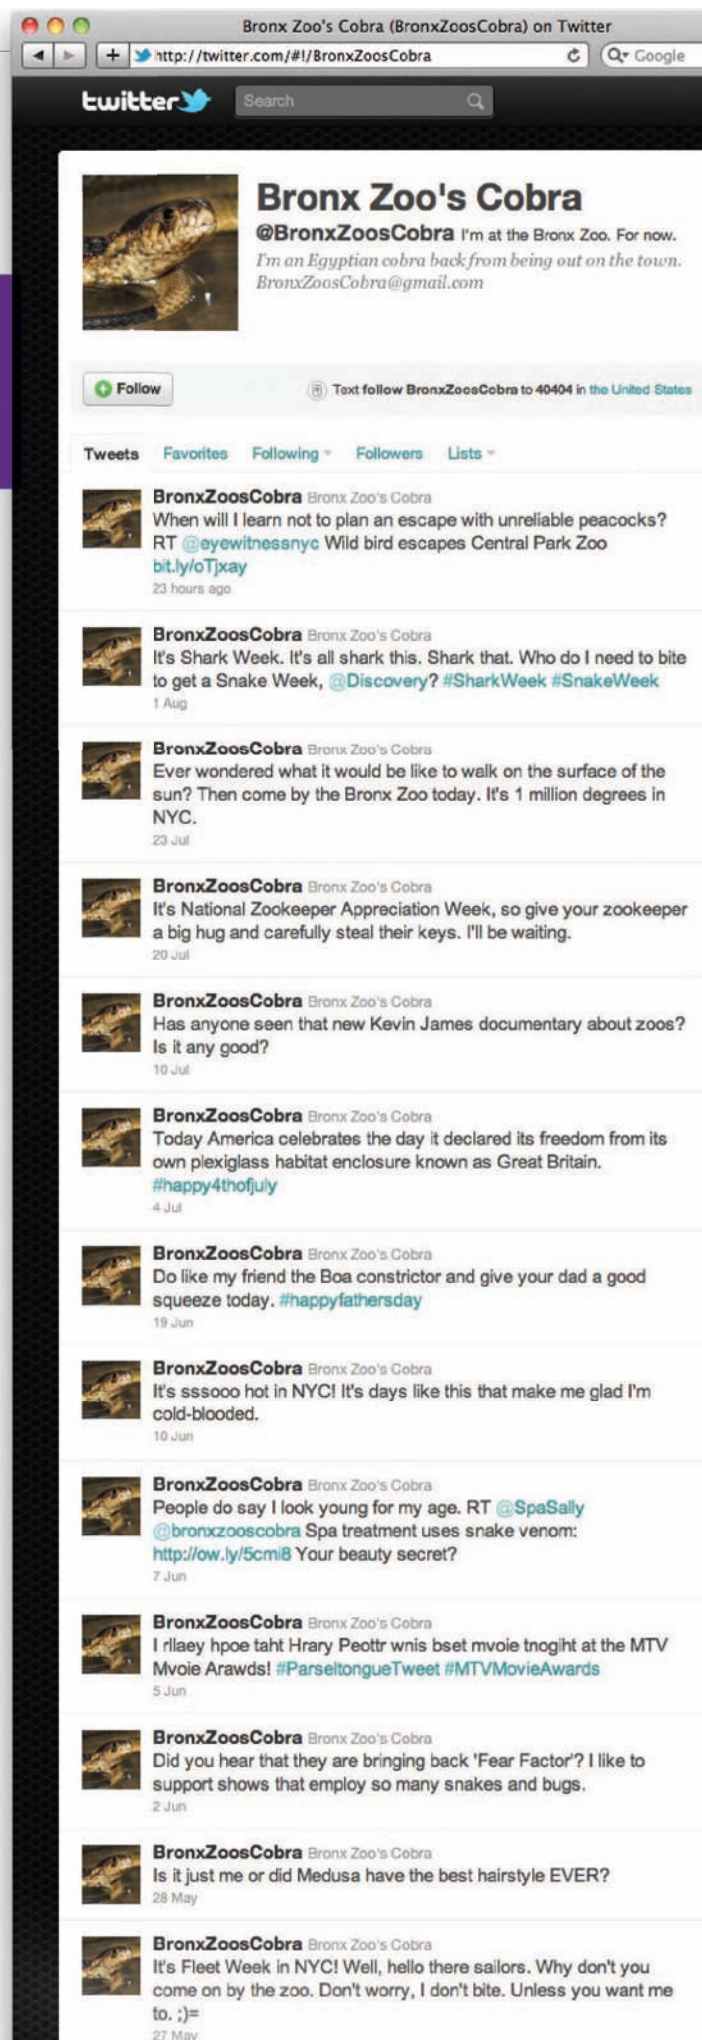 Bronx Zoo's Cobra (BronxZoosCobra) on Twitter
http://twitter.com/#!/BronxZoosCobra
Google
twitter
Search
Bronx Zoo's Cobra
@BronxZoosCobra I'm at the Bronx Zoo. For now.
I'm an Egyptian cobra back from being out on the town.
BronxZoosCobra@gmail.com
Follow
Text follow BronxZoosCobra to 40404 in the United States
Tweets Favorites Following Followers Lists
BronxZoosCobra Bronx Zoo's Cobra
When will I learn not to plan an escape with unreliable peacocks?
RT @eyewitnessnyc Wild bird escapes Central Park Zoo
bit.ly/oTjxay
23 hours ago
BronxZoosCobra Bronx Zoo's Cobra
It's Shark Week. It's all shark this. Shark that. Who do I need to bite
to get a Snake Week, @Discovery? #SharkWeek #SnakeWeek
1 Aug
BronxZoosCobra Bronx Zoo's Cobra
Ever wondered what it would be like to walk on the surface of the
sun? Then come by the Bronx Zoo today. It's 1 million degrees in
NYC.
23 Jul
BronxZoosCobra Bronx Zoo's Cobra
It's National Zookeeper Appreciation Week, so give your zookeeper
a big hug and carefully steal their keys. I'll be waiting.
20 Jul
BronxZoosCobra Bronx Zoo's Cobra
Has anyone seen that new Kevin James documentary about zoos?
Is it any good?
10 Jul
BronxZoosCobra Bronx Zoo's Cobra
Today America celebrates the day it declared its freedom from its
own plexiglass habitat enclosure known as Great Britain.
#happy4thofjuly
4 Jul
BronxZoosCobra Bronx Zoo's Cobra
Do like my friend the Boa constrictor and give your dad a good
squeeze today. #happyfathersday
19 Jun
BronxZoosCobra Bronx Zoo's Cobra
It's sssooo hot in NYC! It's days like this that make me glad I'm
cold-blooded.
10 Jun
BronxZoosCobra Bronx Zoo's Cobra
People do say I look young for my age. RT @SpaSally
@bronxzooscobra Spa treatment uses snake venom:
http://ow.ly/5cmi8 Your beauty secret?
7 Jun
BronxZoosCobra Bronx Zoo's Cobra
I rllaey hpoe taht Hrary Peottr wnis bset mvoie tnogiht at the MTV
Mvoie Arawds! #ParseltongueTweet #MTVMovieAwards
5 Jun
BronxZoosCobra Bronx Zoo's Cobra
Did you hear that they are bringing back 'Fear Factor'? I like to
support shows that employ so many snakes and bugs.
2 Jun
BronxZoosCobra Bronx Zoo's Cobra
Is it just me or did Medusa have the best hairstyle EVER?
28 May
BronxZoosCobra Bronx Zoo's Cobra
It's Fleet Week in NYC! Well, hello there sailors. Why don't you
come on by the zoo. Don't worry, I don't bite. Unless you want me
to. ;)=
27 May